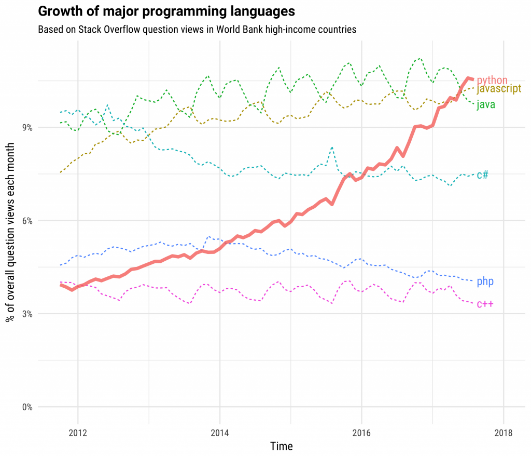 Growth of major programming languages
Based on Stack Overflow question views in World Bank high-income countries
% of overall question views each month
9%
6%
3%
0%
python
javascript
java
c#
php
c++
2012
2014
2016
2018
Time